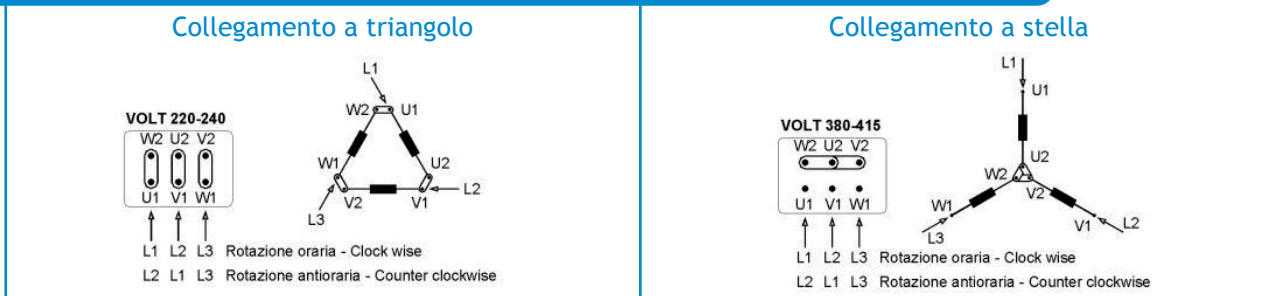 Collegamento a triangolo
L1
W2 U1
VOLT 220-240
W2 U2 V2
W1 U2
U1 V1 W1
V2 V1 L2
L3
L1 L2 L3 Rotazione oraria - Clock wise
L2 L1 L3 Rotazione antioraria - Counter clockwise
Collegamento a stella
L1
U1
VOLT 380-415
W2 U2 V2
U2
W2
V2
U1 V1 W1
W1
V1 L2
L3
L1 L2 L3 Rotazione oraria - Clock wise
L2 L1 L3 Rotazione antioraria - Counter clockwise